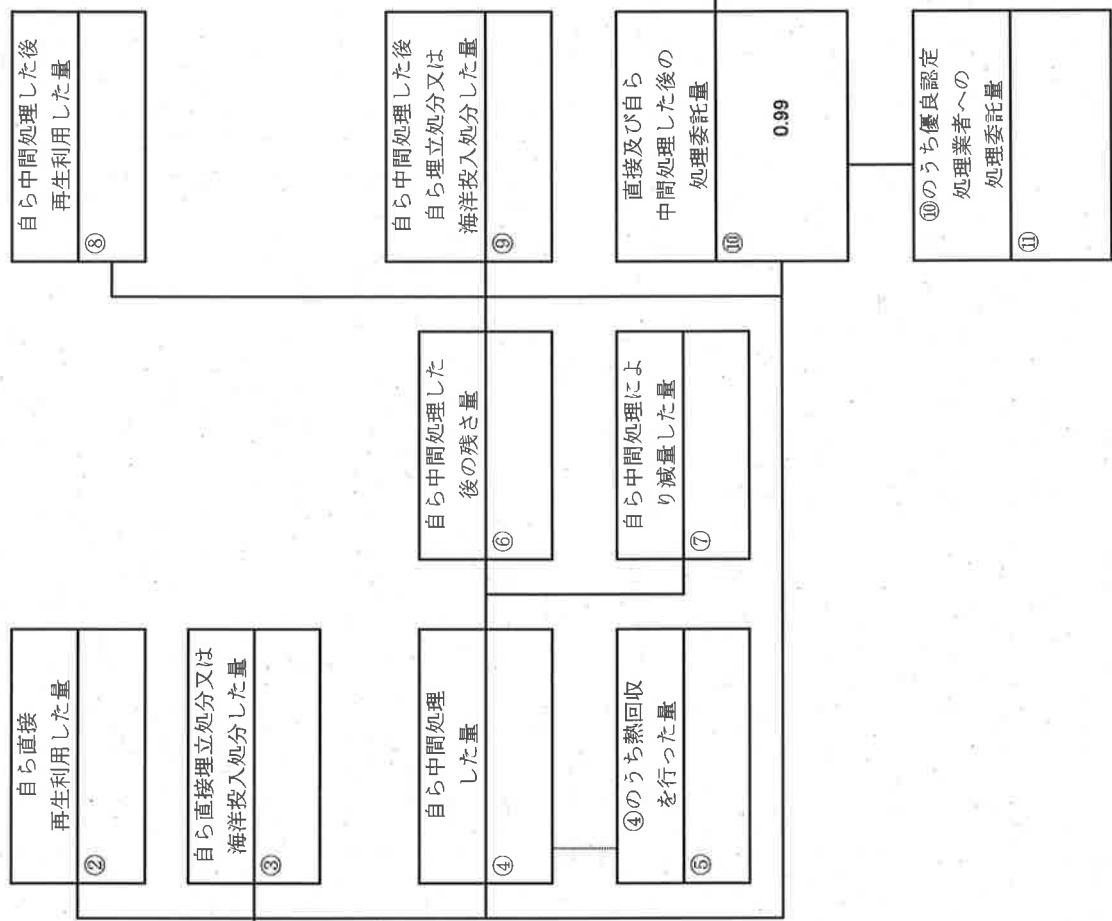 自ら直接
再生利用した量
②
自ら直接埋立処分又は
海洋投入処分した量
③
自ら中間処理
した量
④
④のうち熱回収
を行った量
⑤
自ら中間処理した
後の残さ量
⑥
自ら中間処理によ
り減量した量
⑦
自ら中間処理した後
再生利用した量
⑧
自ら中間処理した後
自ら埋立処分又は
海洋投入処分した量
⑨
直接及び自ら
中間処理した後の
処理委託量
⑩
0.99
⑩のうち優良認定
処理業者への
処理委託量
⑪